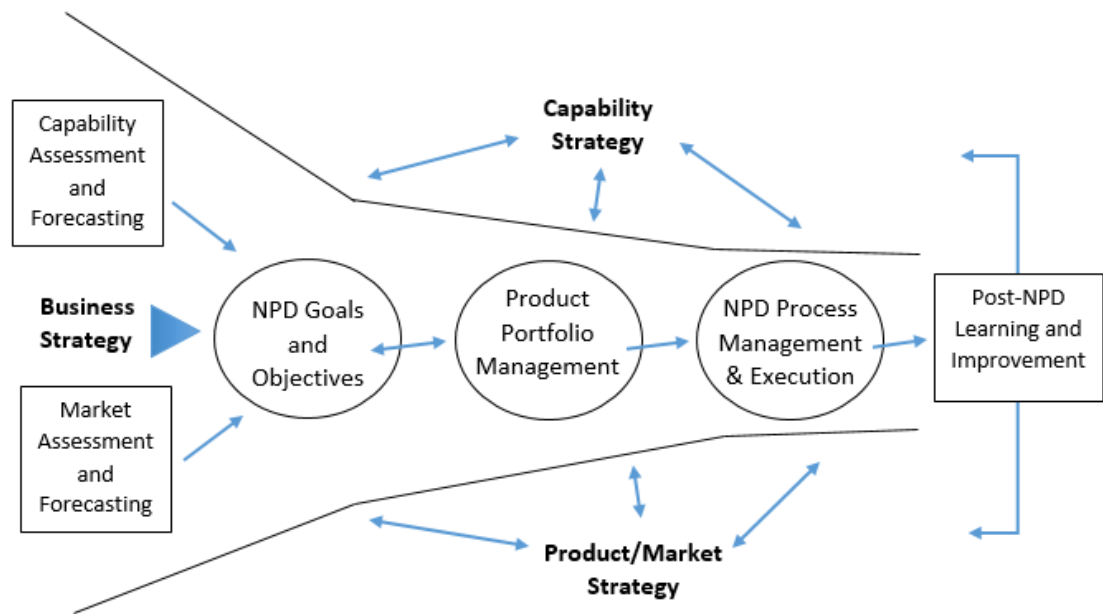 Capability
Assessment
and
Forecasting
Capability
Strategy
Business
Strategy
NPD Goals
and
Objectives
Product
Portfolio
Management
NPD Process
Management
& Execution
Post-NPD
Learning and
Improvement
Market
Assessment
and
Forecasting
Product/Market
Strategy